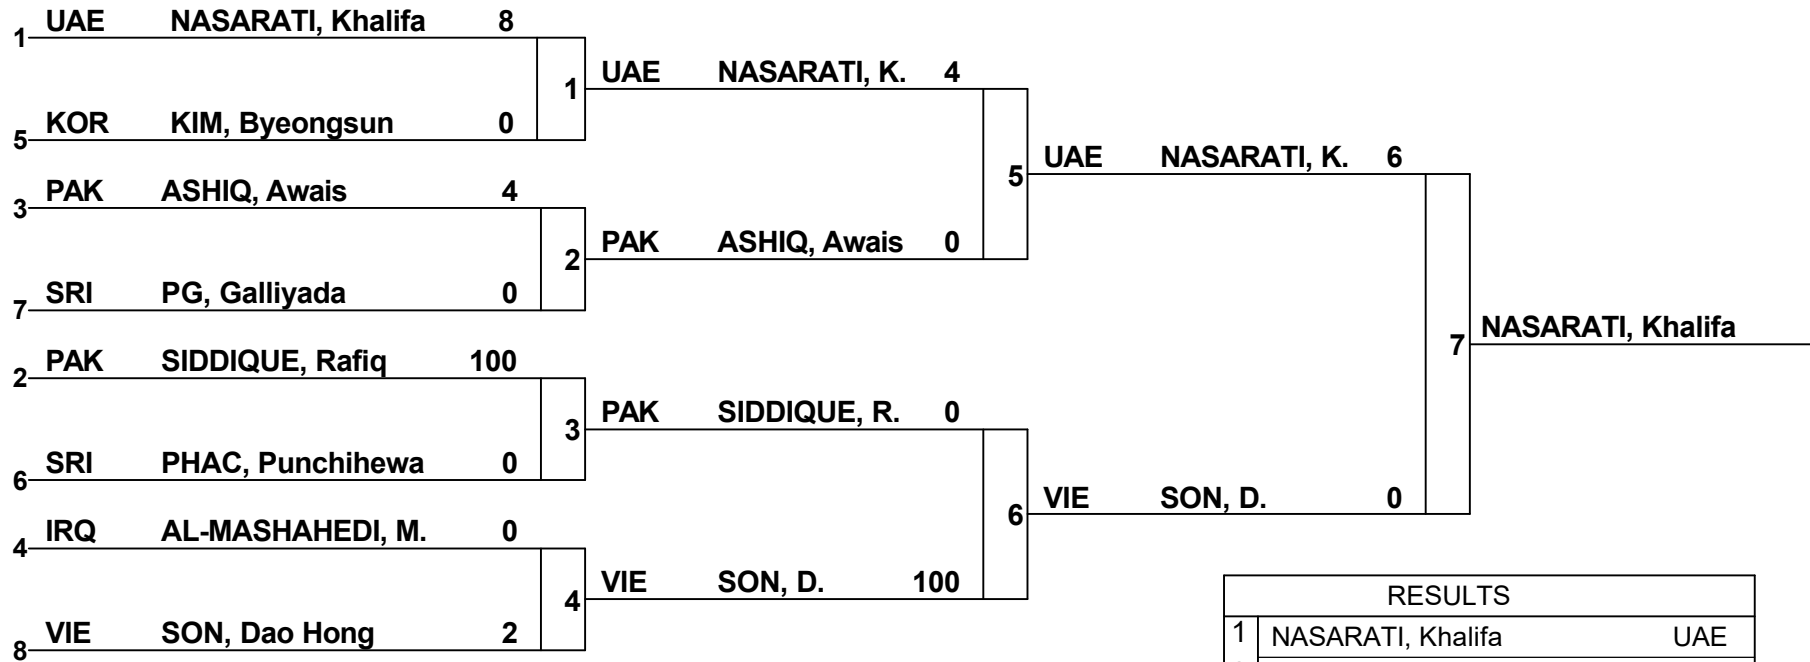 1 UAE NASARATI, Khalifa 8
5 KOR KIM, Byeongsun 0
1
3 PAK ASHIQ, Awais 4
7 SRI PG, Galliyada 0
2
2 PAK SIDDIQUE, Rafiq 100
6 SRI PHAC, Punchihewa 0
3
4 IRQ AL-MASHAHEDI, M. 0
8 VIE SON, Dao Hong 2
4
UAE NASARATI, K. 4
PAK ASHIQ, Awais 0
5
PAK SIDDIQUE, R. 0
VIE SON, D. 100
6
UAE NASARATI, K. 6
VIE SON, D. 0
7
NASARATI, Khalifa
RESULTS
1 NASARATI, Khalifa UAE